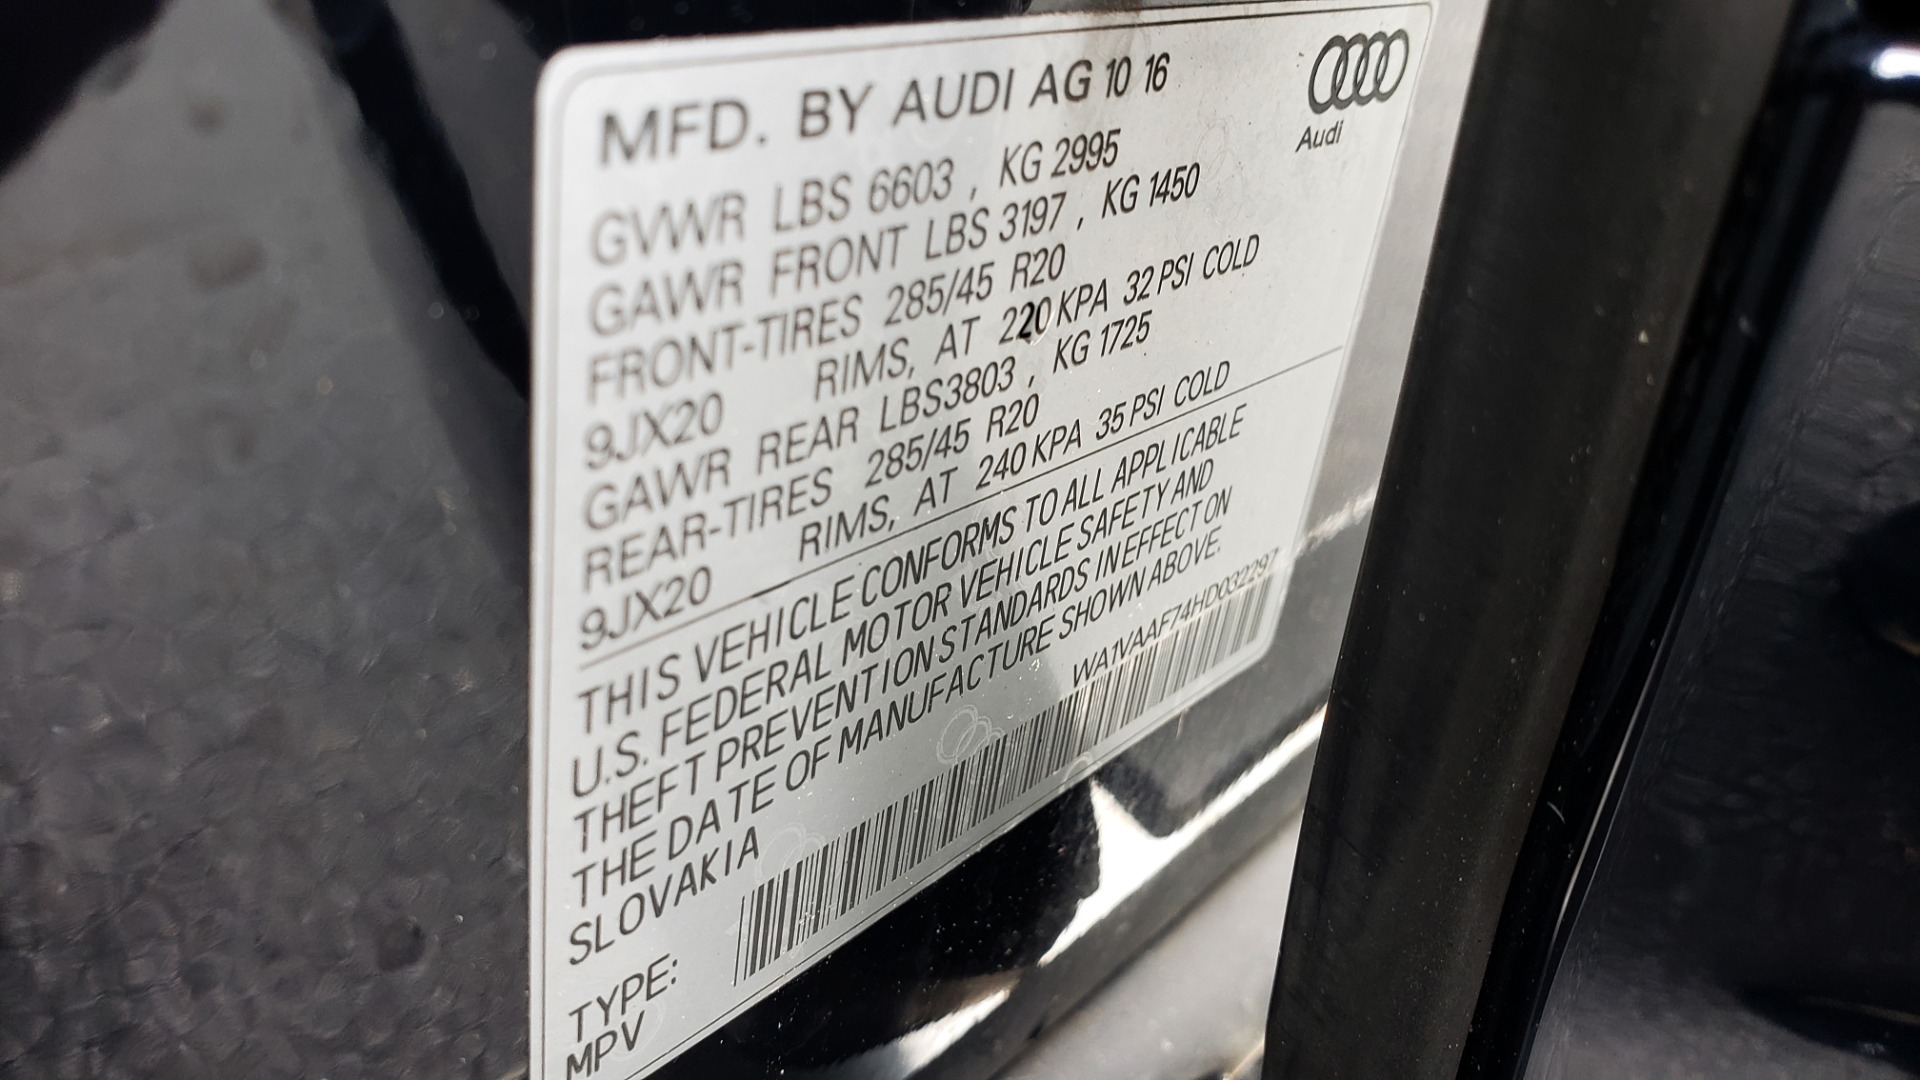 MFD. BY AUDI AG 10 16
Audi
GVWR LBS 6603 , KG 2995
GAWR FRONT LBS 3197 , KG 1450
FRONT-TIRES 285/45 R20
9JX20 RIMS, AT 220 KPA 32 PSI COLD
GAWR REAR LBS3803 , KG 1725
REAR-TIRES 285/45 R20
9JX20 RIMS, AT 240 KPA 35 PSI COLD
THIS VEHICLE CONFORMS TO ALL APPLICABLE
U.S. FEDERAL MOTOR VEHICLE SAFETY AND
THEFT PREVENTION STANDARDS IN EFFECT ON
THE DATE OF MANUFACTURE SHOWN ABOVE.
SLOVAKIA
WA1VAAF74HD032297
TYPE:
MPV